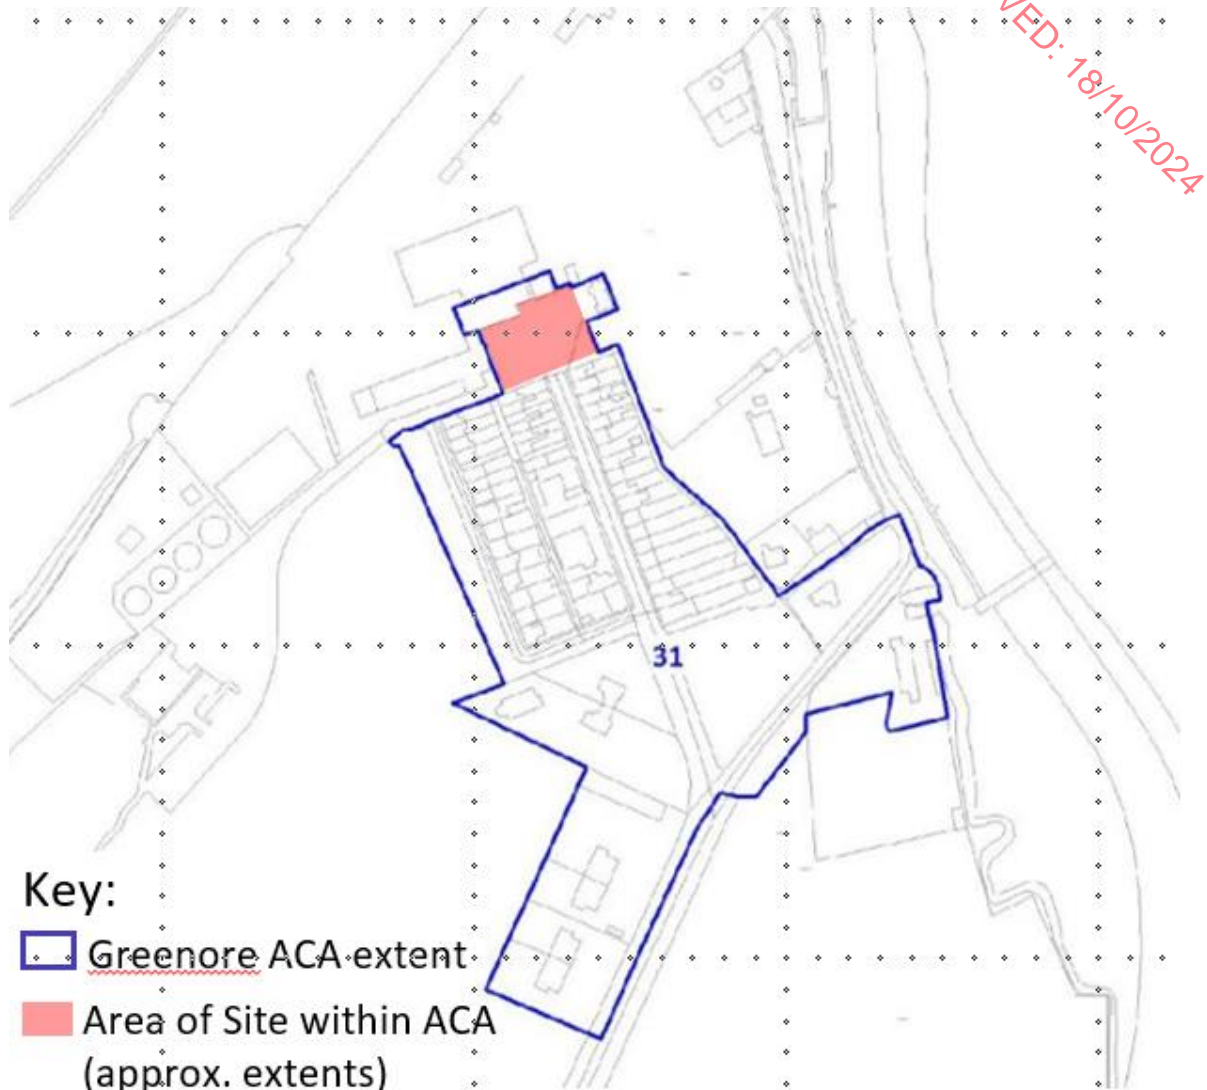 VED: 18/10/2024
31
Key:
Greenore ACA extent
Area of Site within ACA
(approx. extents)